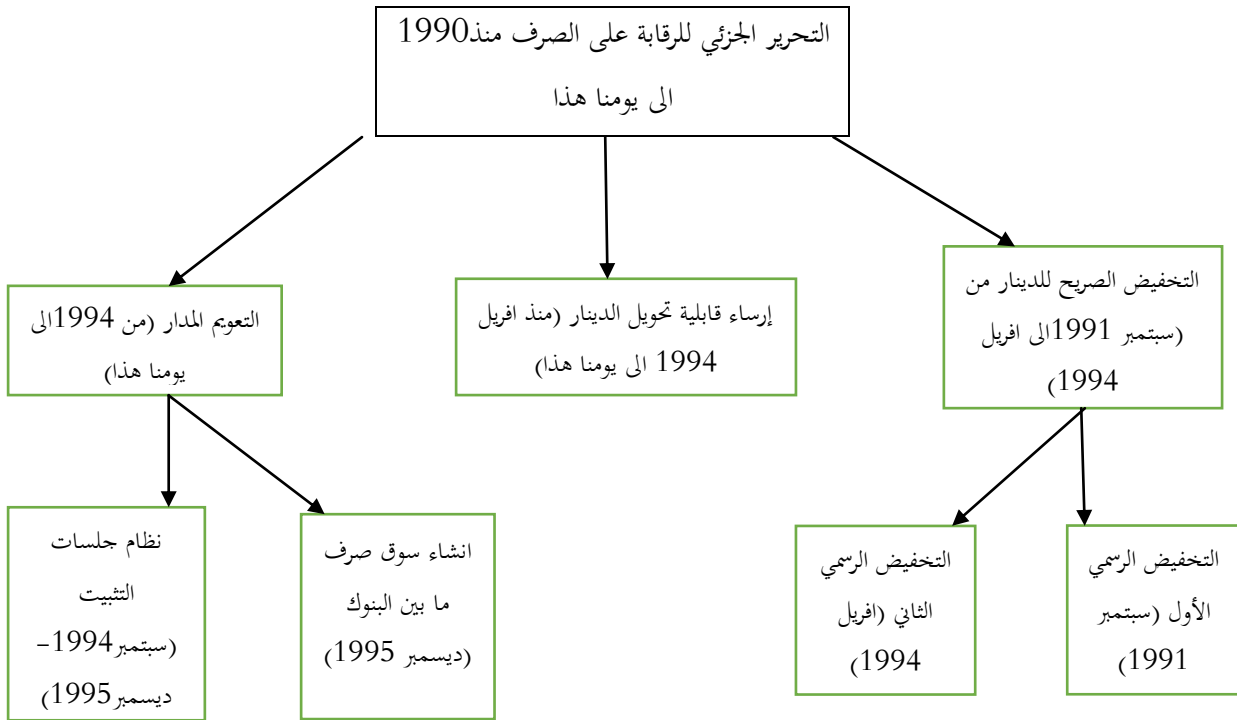 التحرير الجزئي للرقابة على الصرف منذ1990
الى يومنا هذا
التخفيض الصريح للدينار من
(سبتمبر 1991الى افريل
1994)
إرساء قابلية تحويل الدينار (منذ افريل
1994 الى يومنا هذا)
التعويم المدار (من 1994الى
يومنا هذا)
التخفيض الرسمي
الأول (سبتمبر
1991)
التخفيض الرسمي
الثاني (افريل
1994)
انشاء سوق صرف
ما بين البنوك
(ديسمبر 1995)
نظام جلسات
التثبيت
(سبتمبر1994–
ديسمبر1995)